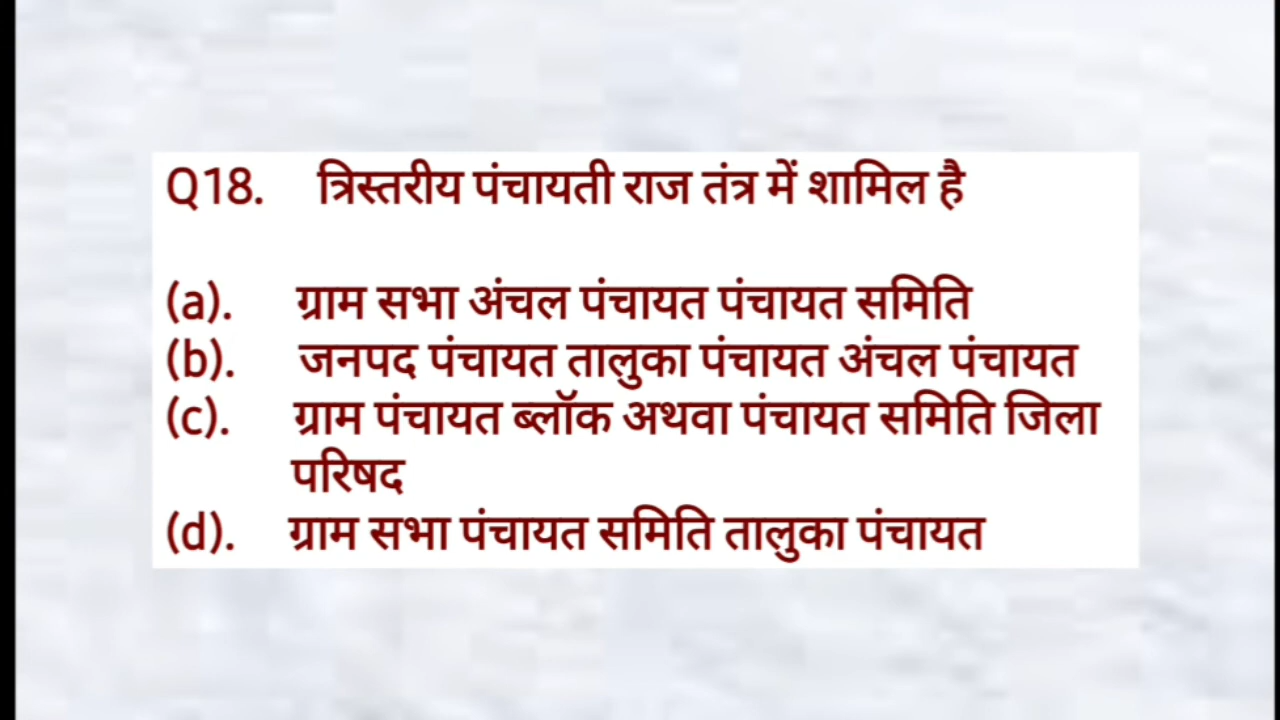 Q18. त्रिस्तरीय पंचायती राज तंत्र में शामिल है
(a). ग्राम सभा अंचल पंचायत पंचायत समिति
(b). जनपद पंचायत तालुका पंचायत अंचल पंचायत
(c). ग्राम पंचायत ब्लॉक अथवा पंचायत समिति जिला
परिषद
(d). ग्राम सभा पंचायत समिति तालुका पंचायत